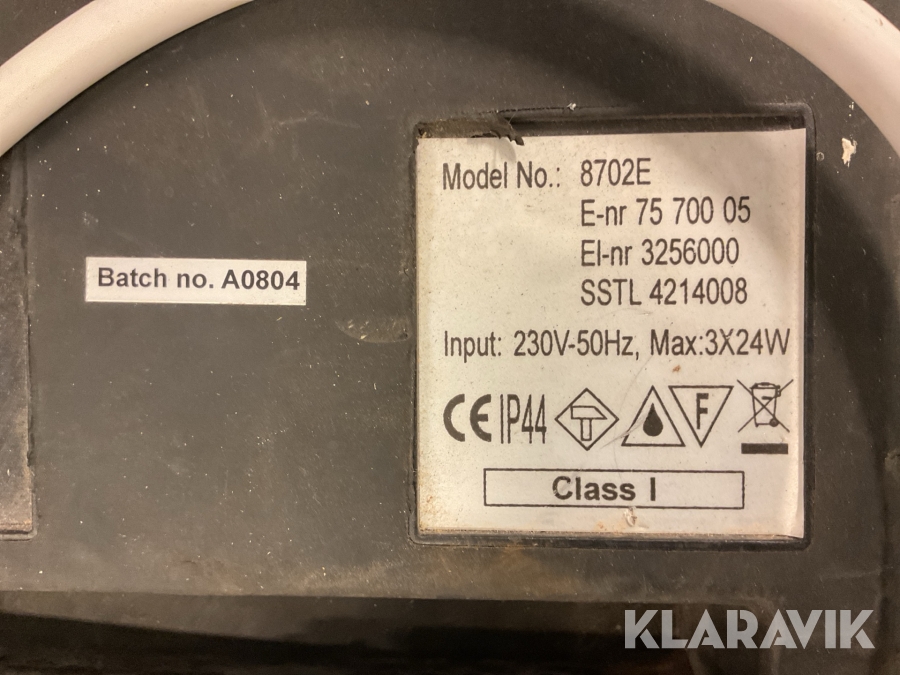 Model No.: 8702E
E-nr 75 700 05
El-nr 3256000
SSTL 4214008
Batch no. A0804
Input: 230V-50Hz, Max:3X24W
CE IP44 F
Class I
KLARAVIK